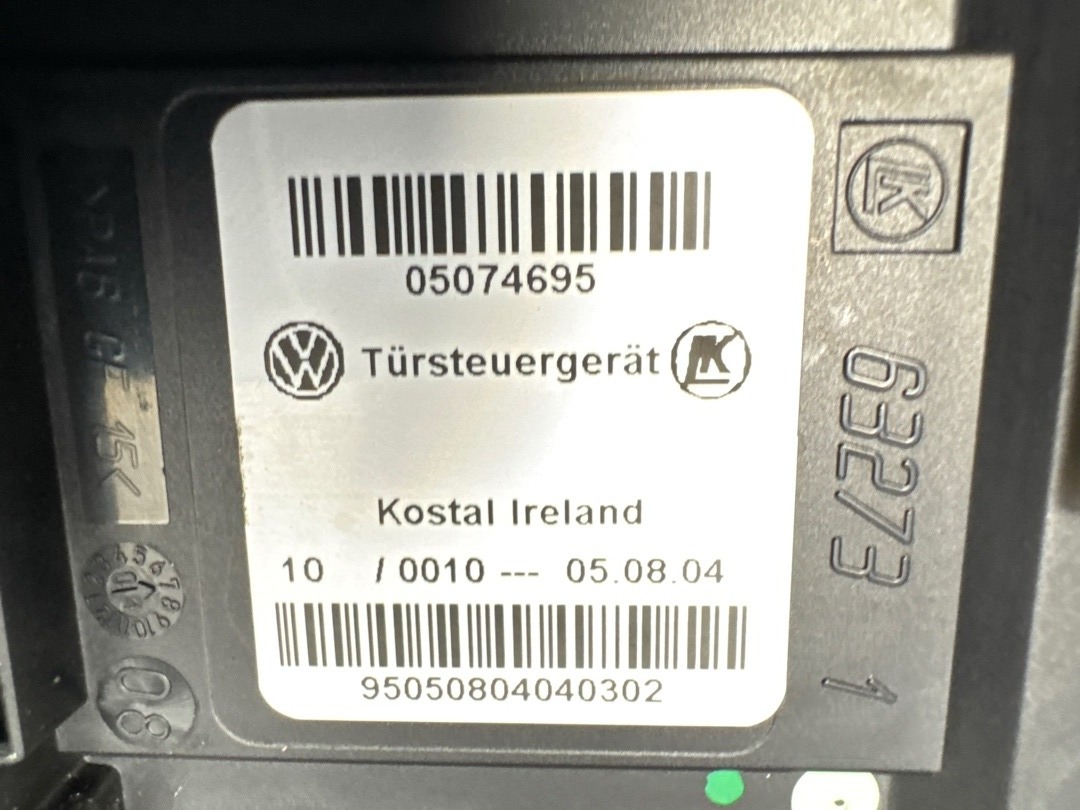 05074695
Türsteuergerät
Kostal Ireland
10 / 0010 --- 05.08.04
95050804040302
63273 1
08